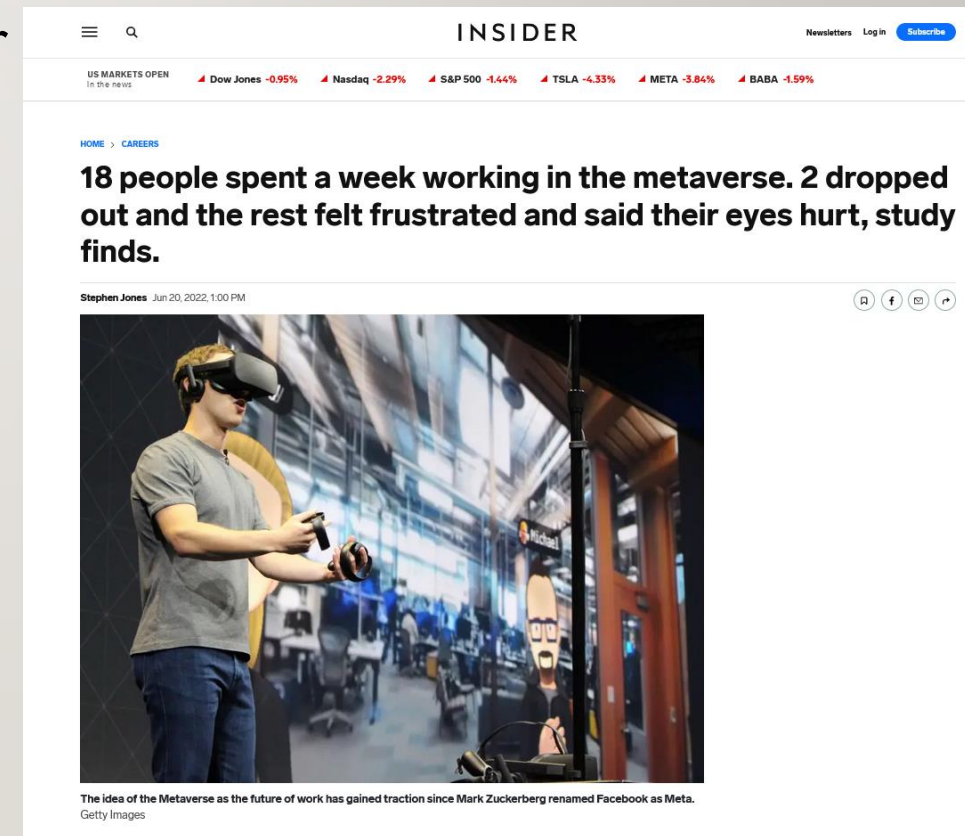 INSIDER
Newsletters Log in Subscribe
US MARKETS OPEN
In the news
Dow Jones -0.95% Nasdaq -2.29% S&P 500 -1.44% TSLA -4.33% META -3.84% BABA -1.59%
HOME > CAREERS
18 people spent a week working in the metaverse. 2 dropped
out and the rest felt frustrated and said their eyes hurt, study
finds.
Stephen Jones Jun 20, 2022, 1:00 PM
Michael
The idea of the Metaverse as the future of work has gained traction since Mark Zuckerberg renamed Facebook as Meta.
Getty Images